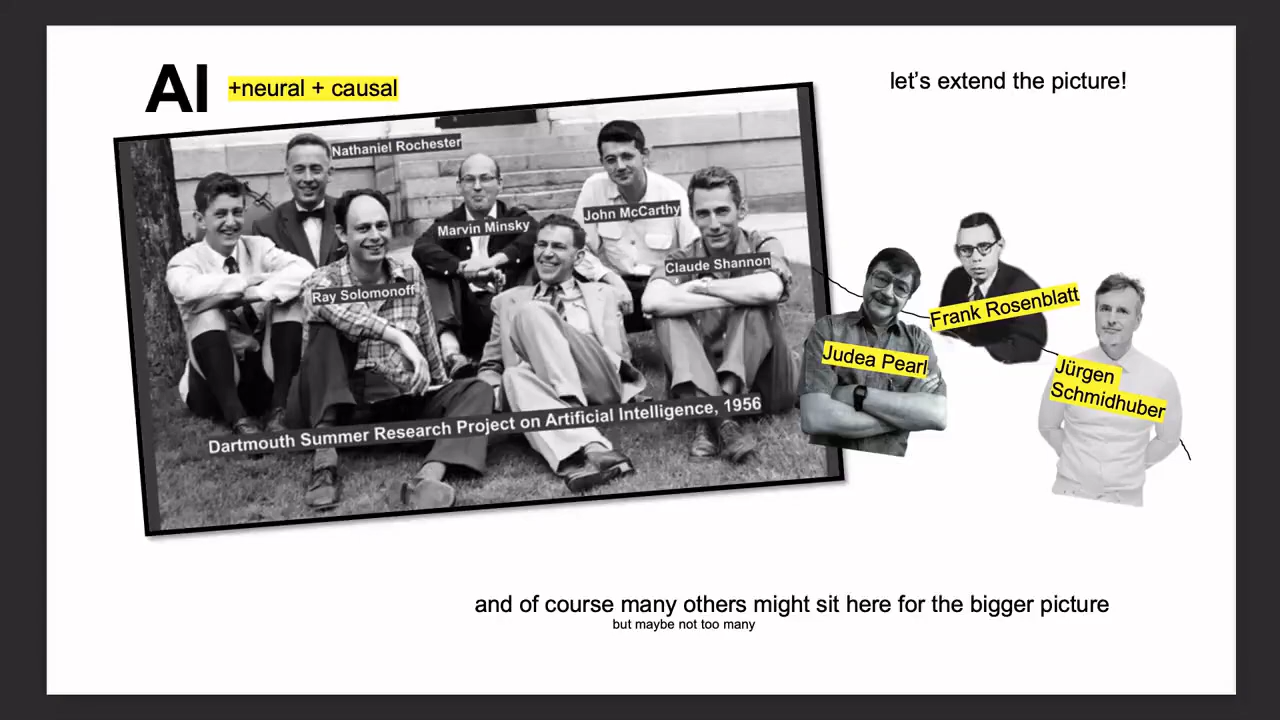 AI
+neural + causal
let's extend the picture!
Nathaniel Rochester
Marvin Minsky
John McCarthy
Ray Solomonoff
Claude Shannon
Dartmouth Summer Research Project on Artificial Intelligence, 1956
Judea Pearl
Frank Rosenblatt
Jürgen
Schmidhuber
and of course many others might sit here for the bigger picture
but maybe not too many